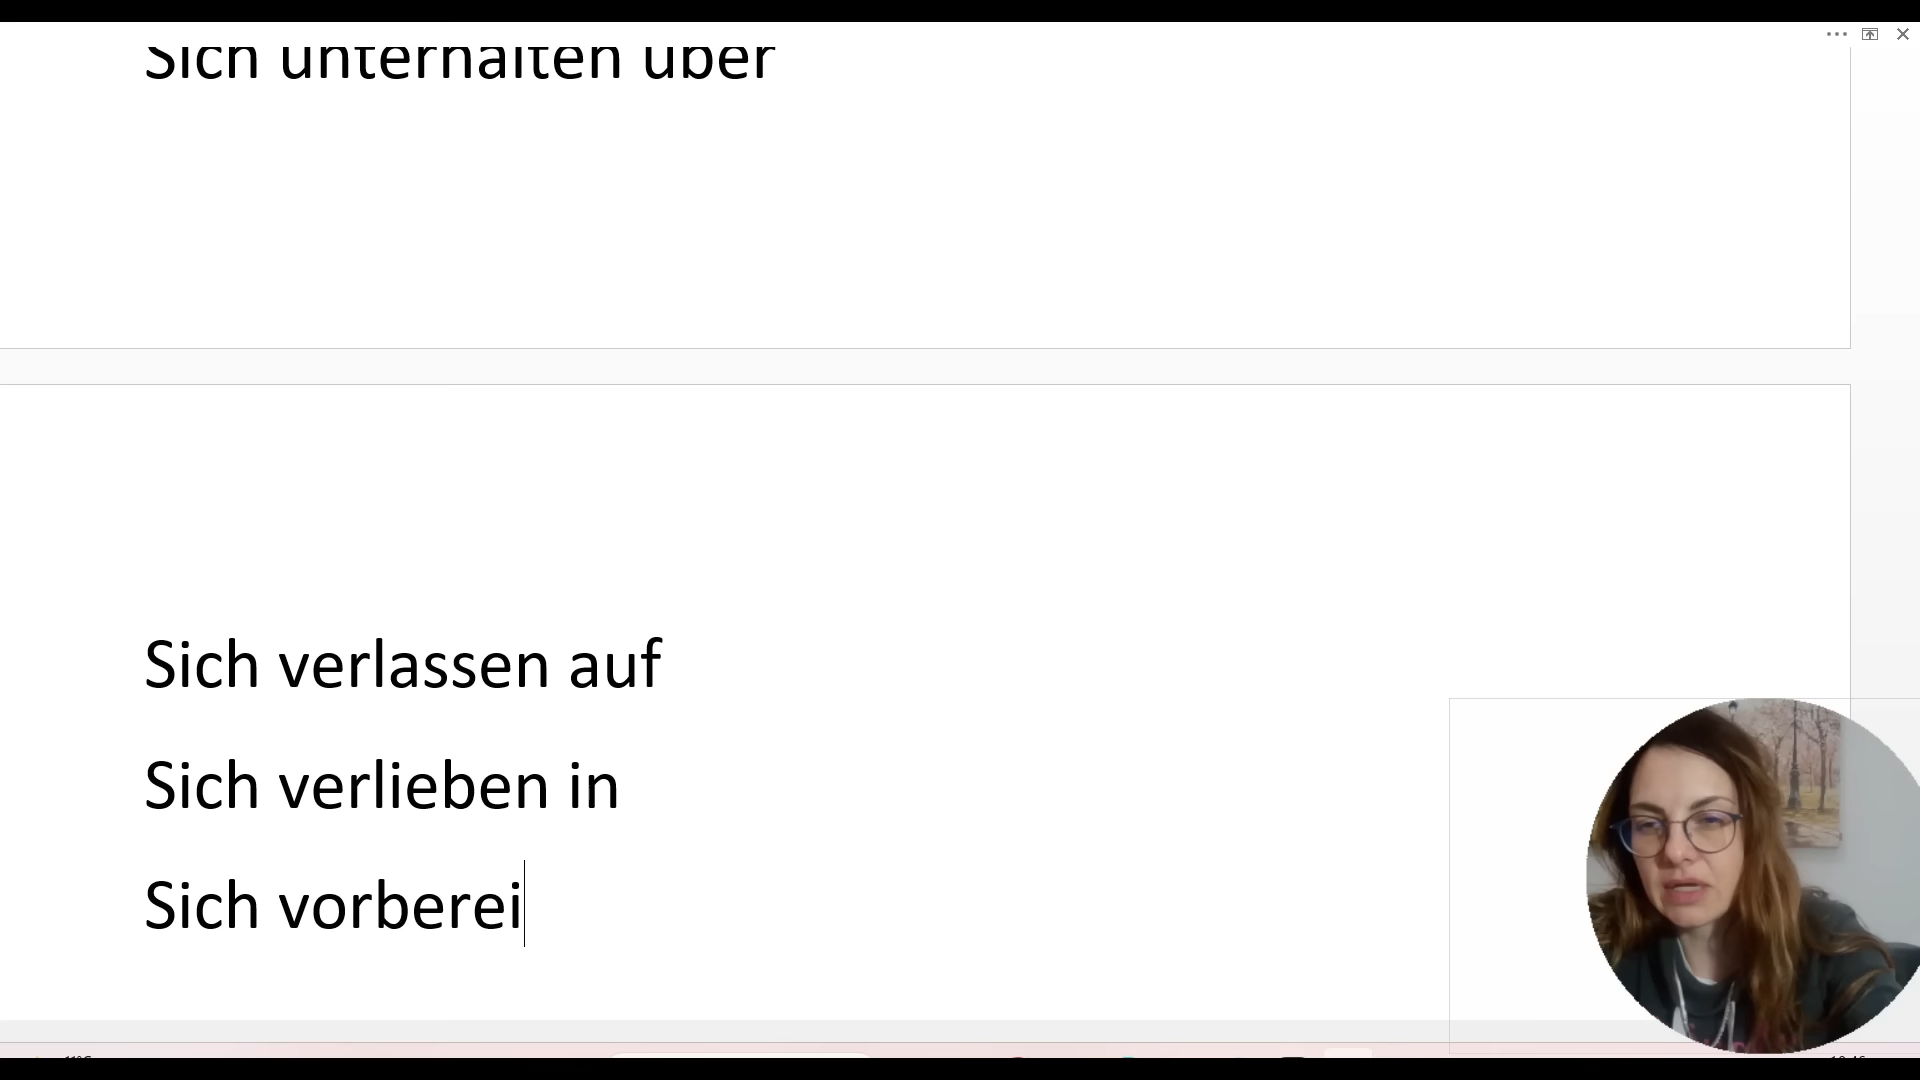 Sich unterhalten über
Sich verlassen auf
Sich verlieben in
Sich vorberei